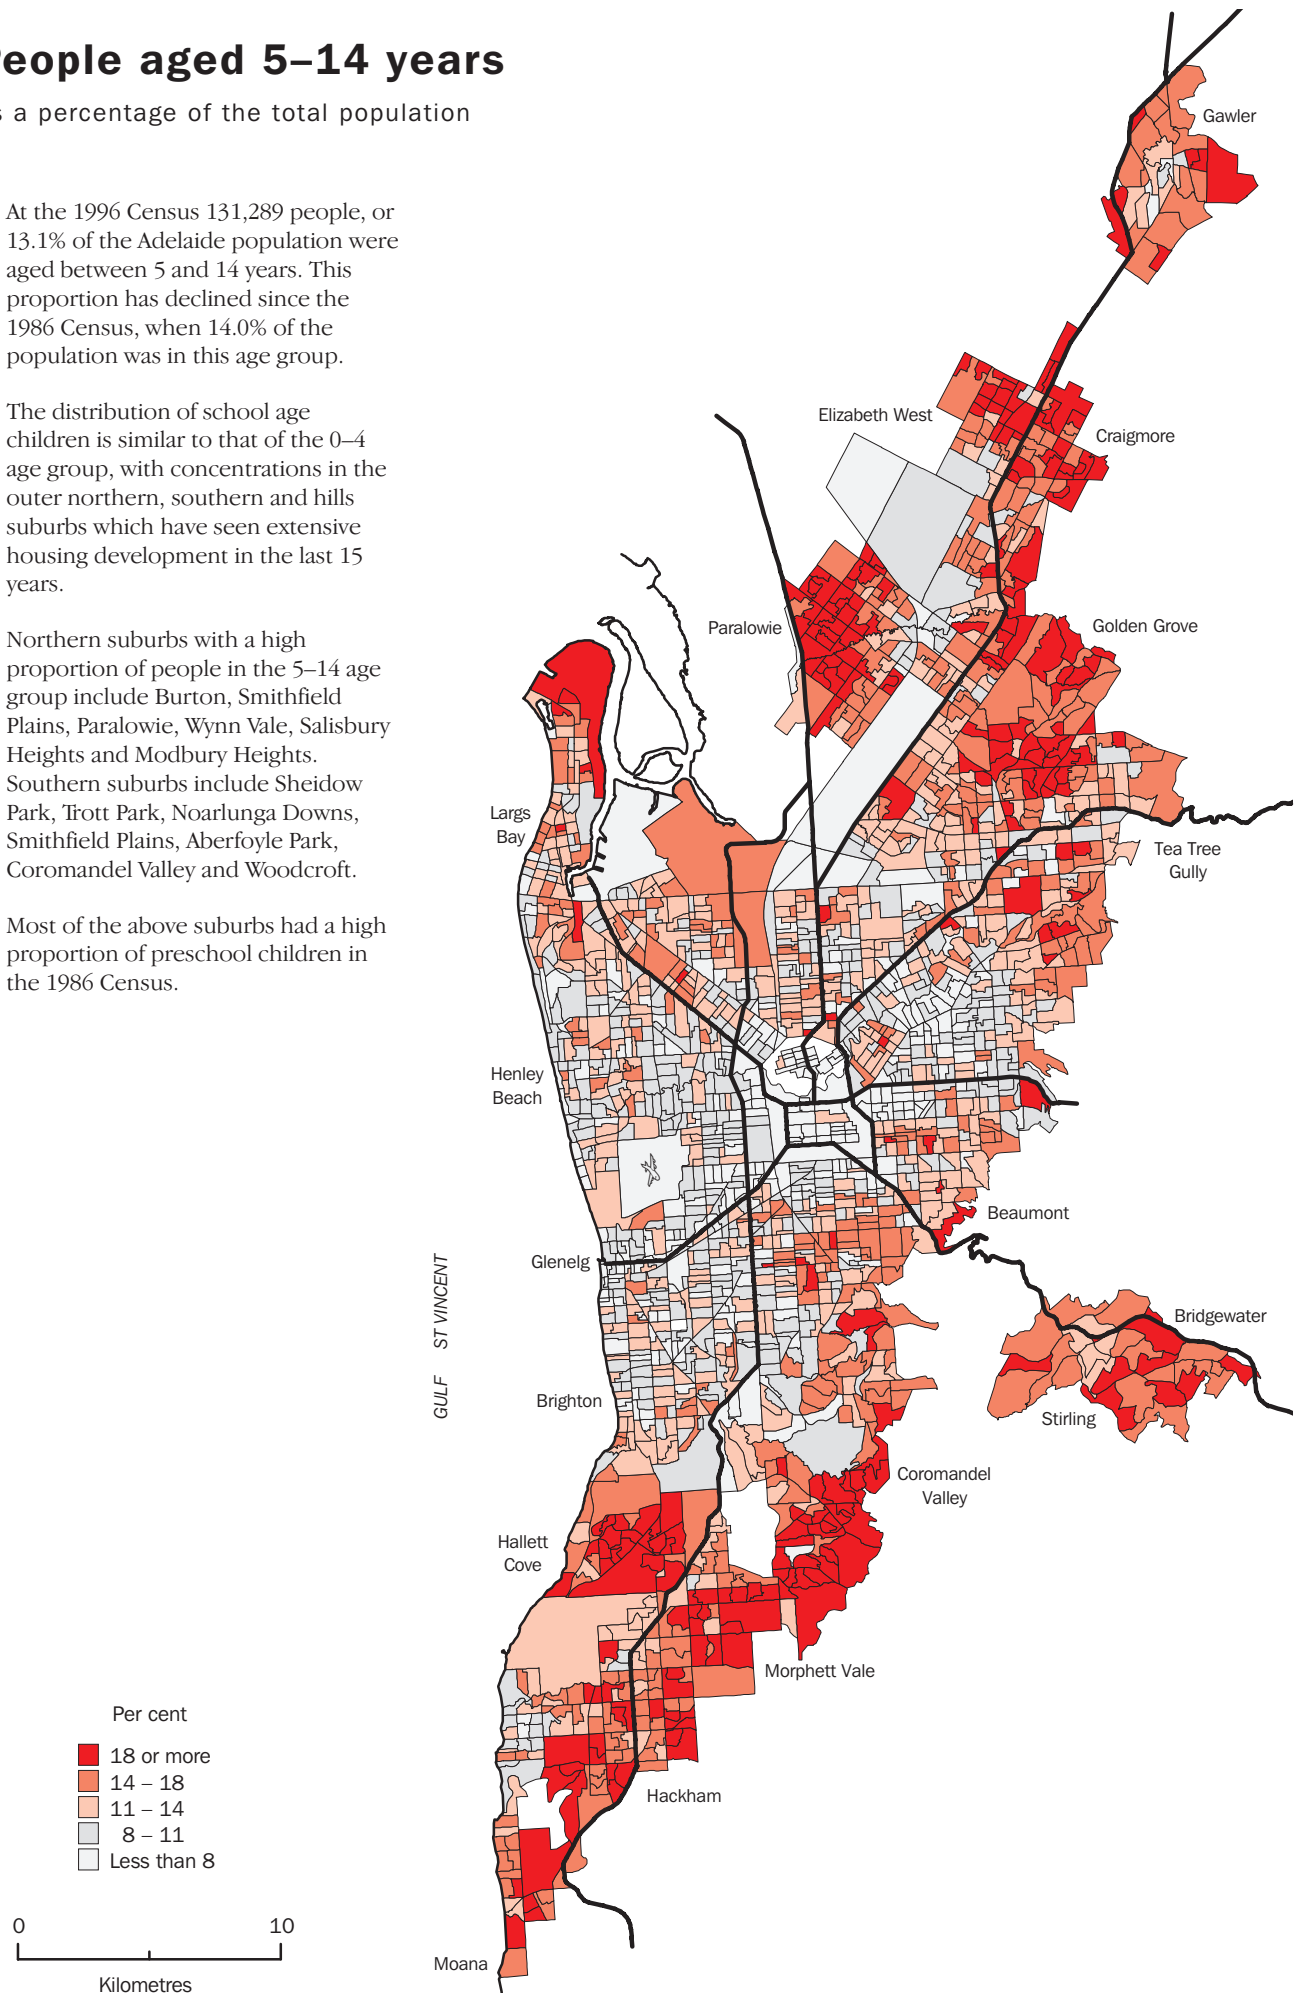 People aged 5–14 years
s a percentage of the total population
At the 1996 Census 131,289 people, or
13.1% of the Adelaide population were
aged between 5 and 14 years. This
proportion has declined since the
1986 Census, when 14.0% of the
population was in this age group.
The distribution of school age
children is similar to that of the 0–4
age group, with concentrations in the
outer northern, southern and hills
suburbs which have seen extensive
housing development in the last 15
years.
Northern suburbs with a high
proportion of people in the 5–14 age
group include Burton, Smithfield
Plains, Paralowie, Wynn Vale, Salisbury
Heights and Modbury Heights.
Southern suburbs include Sheidow
Park, Trott Park, Noarlunga Downs,
Smithfield Plains, Aberfoyle Park,
Coromandel Valley and Woodcroft.
Most of the above suburbs had a high
proportion of preschool children in
the 1986 Census.
Gawler
Elizabeth West
Craigmore
Paralowie
Golden Grove
Largs
Bay
Tea Tree
Gully
Henley
Beach
Beaumont
Glenelg
GULF ST VINCENT
Bridgewater
Brighton
Stirling
Coromandel
Valley
Hallett
Cove
Morphett Vale
Hackham
Moana
Per cent
18 or more
14 – 18
11 – 14
8 – 11
Less than 8
0 10
Kilometres